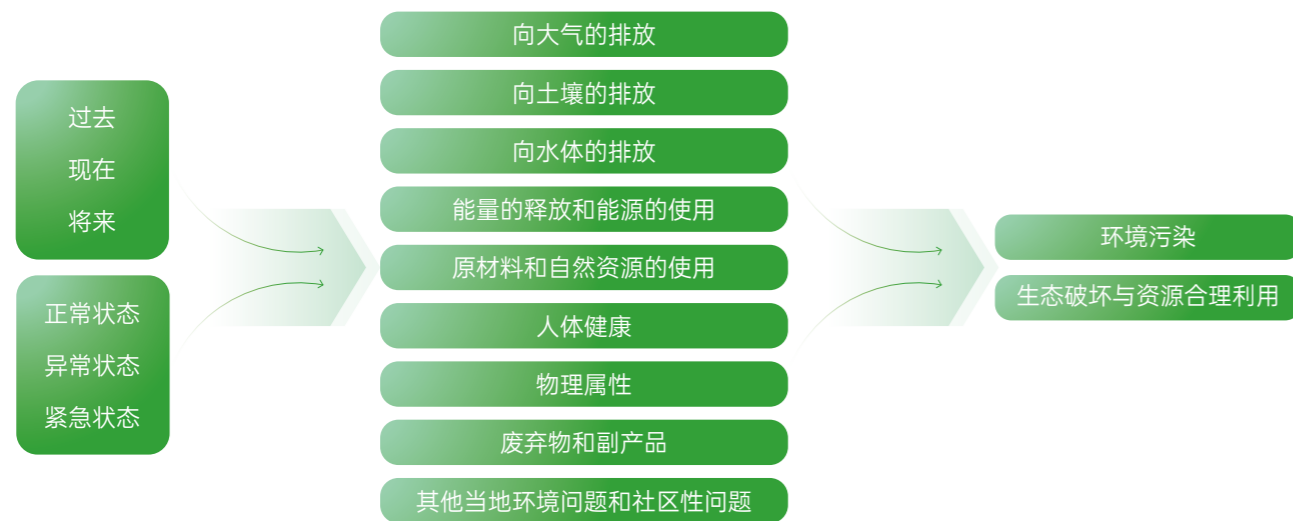 过去
现在
将来
正常状态
异常状态
紧急状态
向大气的排放
向土壤的排放
向水体的排放
能量的释放和能源的使用
原材料和自然资源的使用
人体健康
物理属性
废弃物和副产品
其他当地环境问题和社区性问题
环境污染
生态破坏与资源合理利用